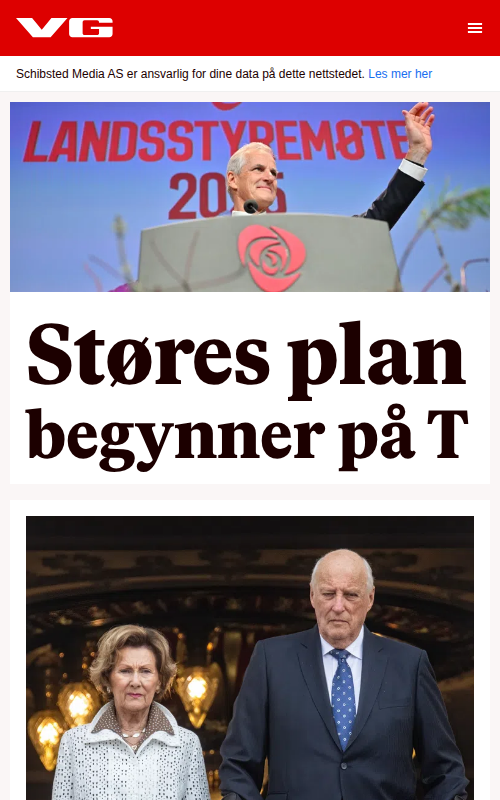 VG
Schibsted Media AS er ansvarlig for dine data på dette nettstedet. Les mer her
LANDSSTYREMØTE
2025
Støres plan
begynner på T